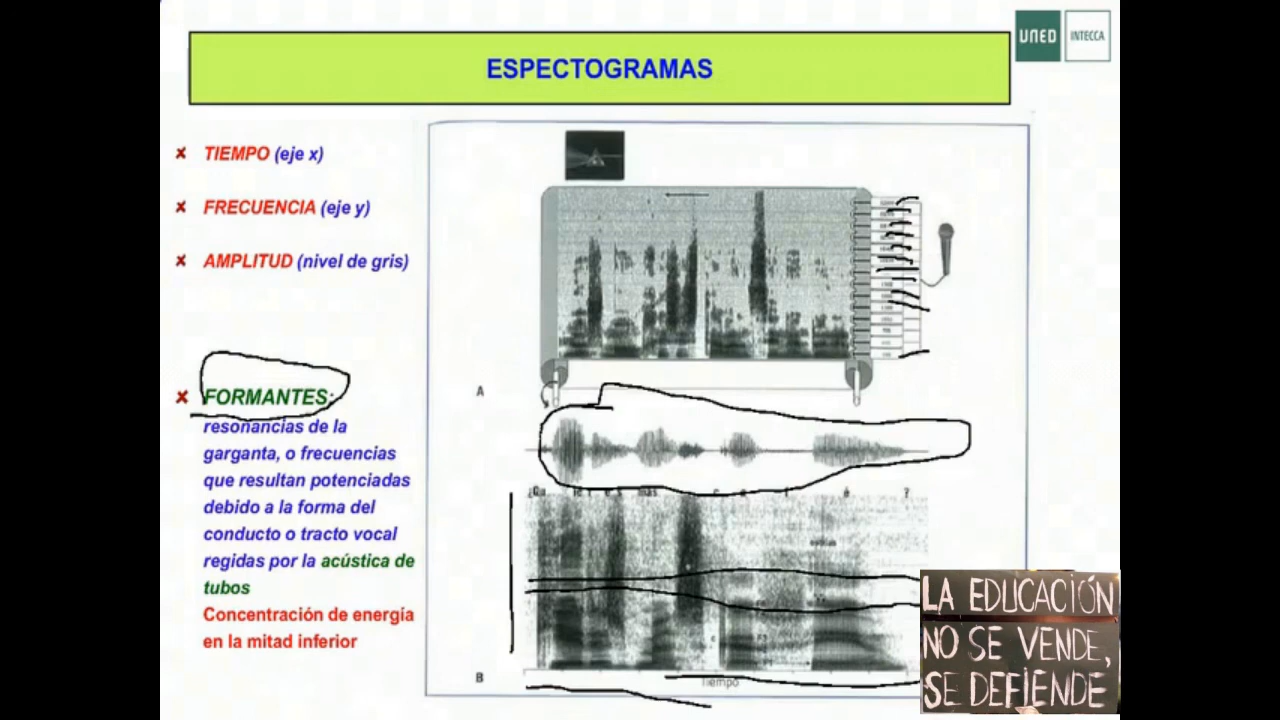 ESPECTOGRAMAS
UNED
INTECCA
TIEMPO (eje x)
FRECUENCIA (eje y)
AMPLITUD (nivel de gris)
FORMANTES:
resonancias de la
garganta, o frecuencias
que resultan potenciadas
debido a la forma del
conducto o tracto vocal
regidas por la acústica de
tubos
Concentración de energía
en la mitad inferior
A
B
Tiempo
LA EDUCACIÓN
NO SE VENDE,
SE DEFIENDE